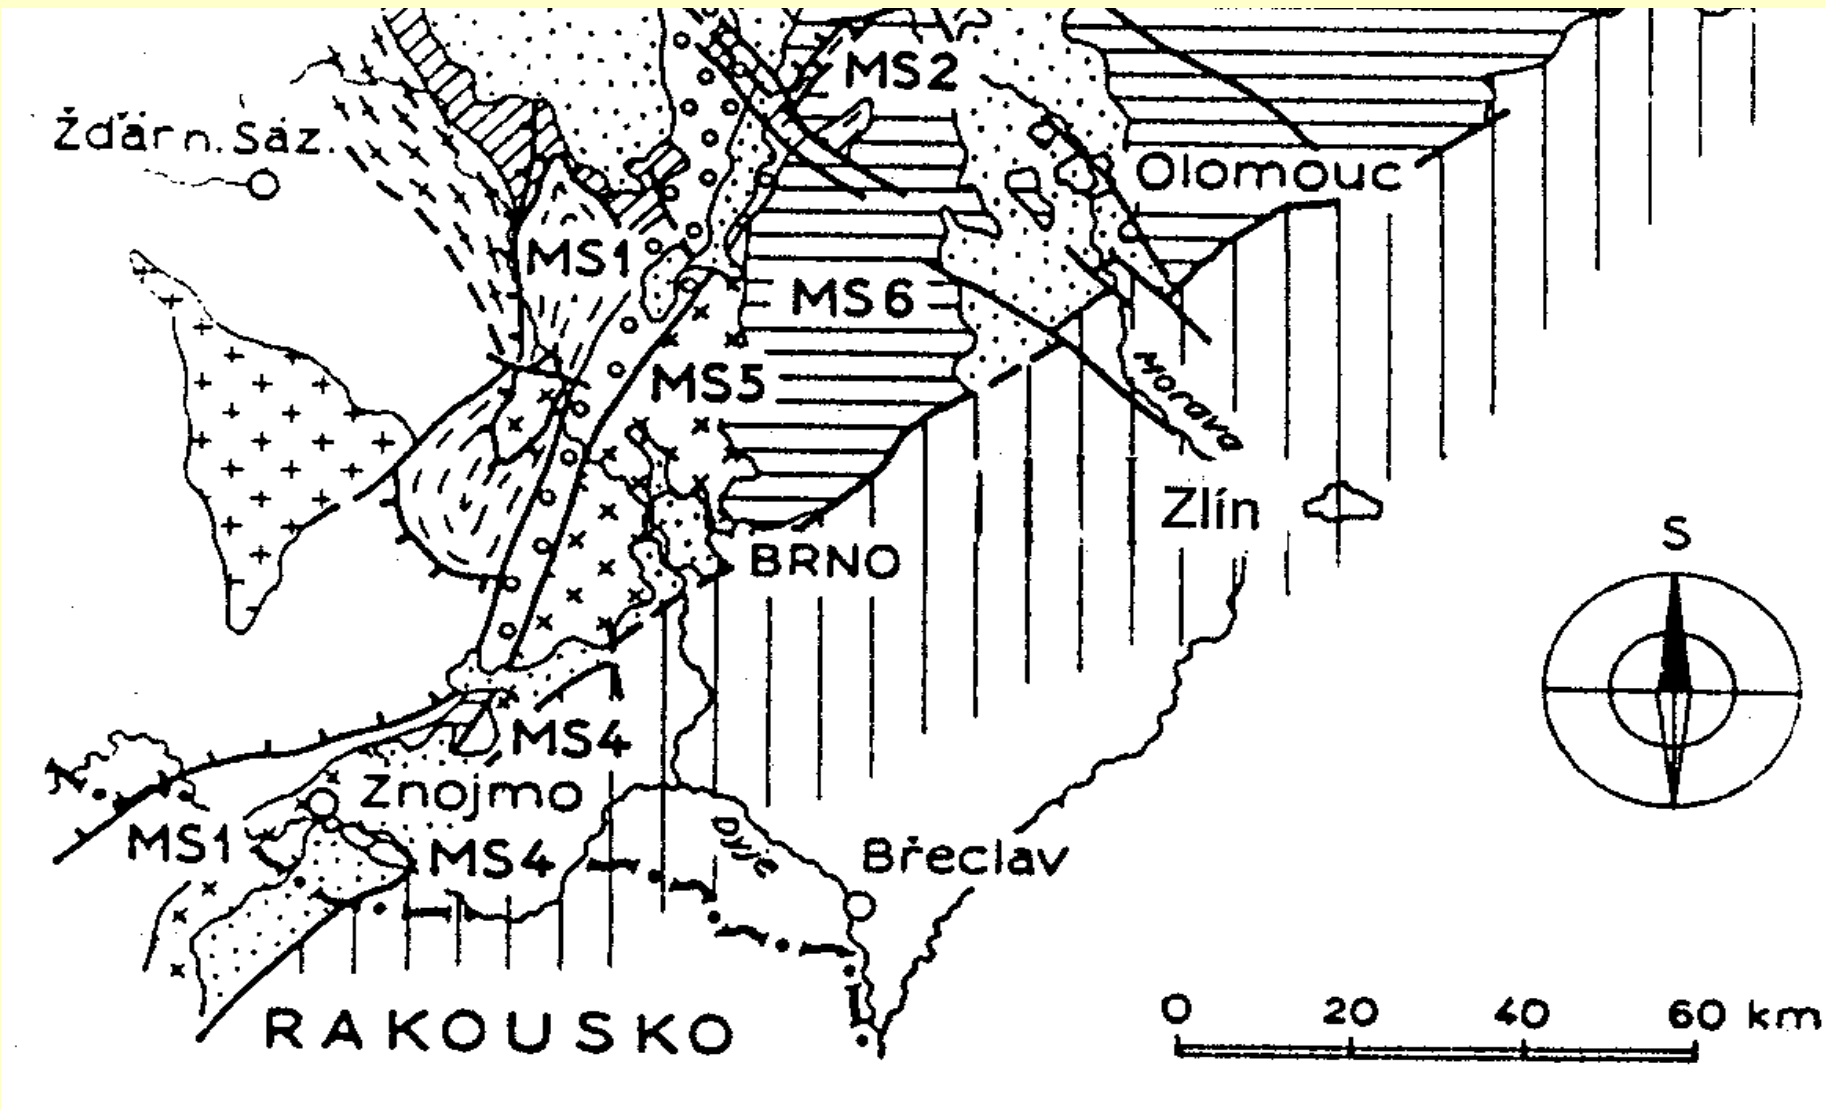 MS2
Žďár n. Sáz.
Olomouc
MS1
MS6
MORAVA
MS5
Zlín
S
BRNO
MS4
Znojmo
Dyje
MS1
MS4
Břeclav
0 20 40 60 km
RAKOUSKO